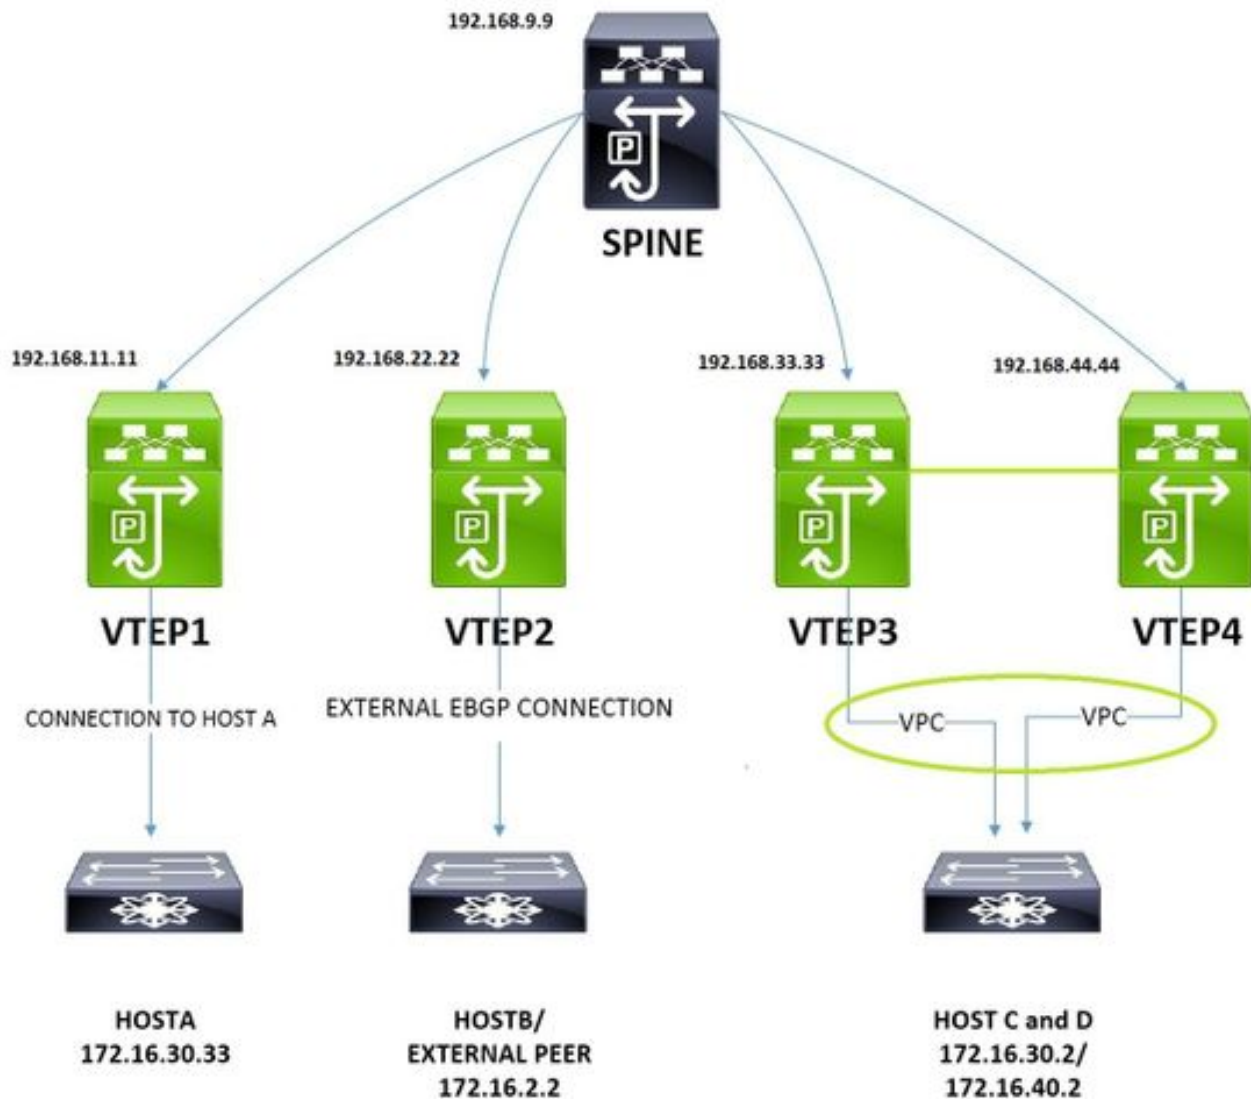 192.168.9.9
SPINE
192.168.11.11
192.168.22.22
192.168.33.33
192.168.44.44
P
P
P
P
P
VTEP1
VTEP2
VTEP3
VTEP4
CONNECTION TO HOST A
EXTERNAL EBGP CONNECTION
VPC
VPC
HOSTA
172.16.30.33
HOSTB/
EXTERNAL PEER
172.16.2.2
HOST C and D
172.16.30.2/
172.16.40.2